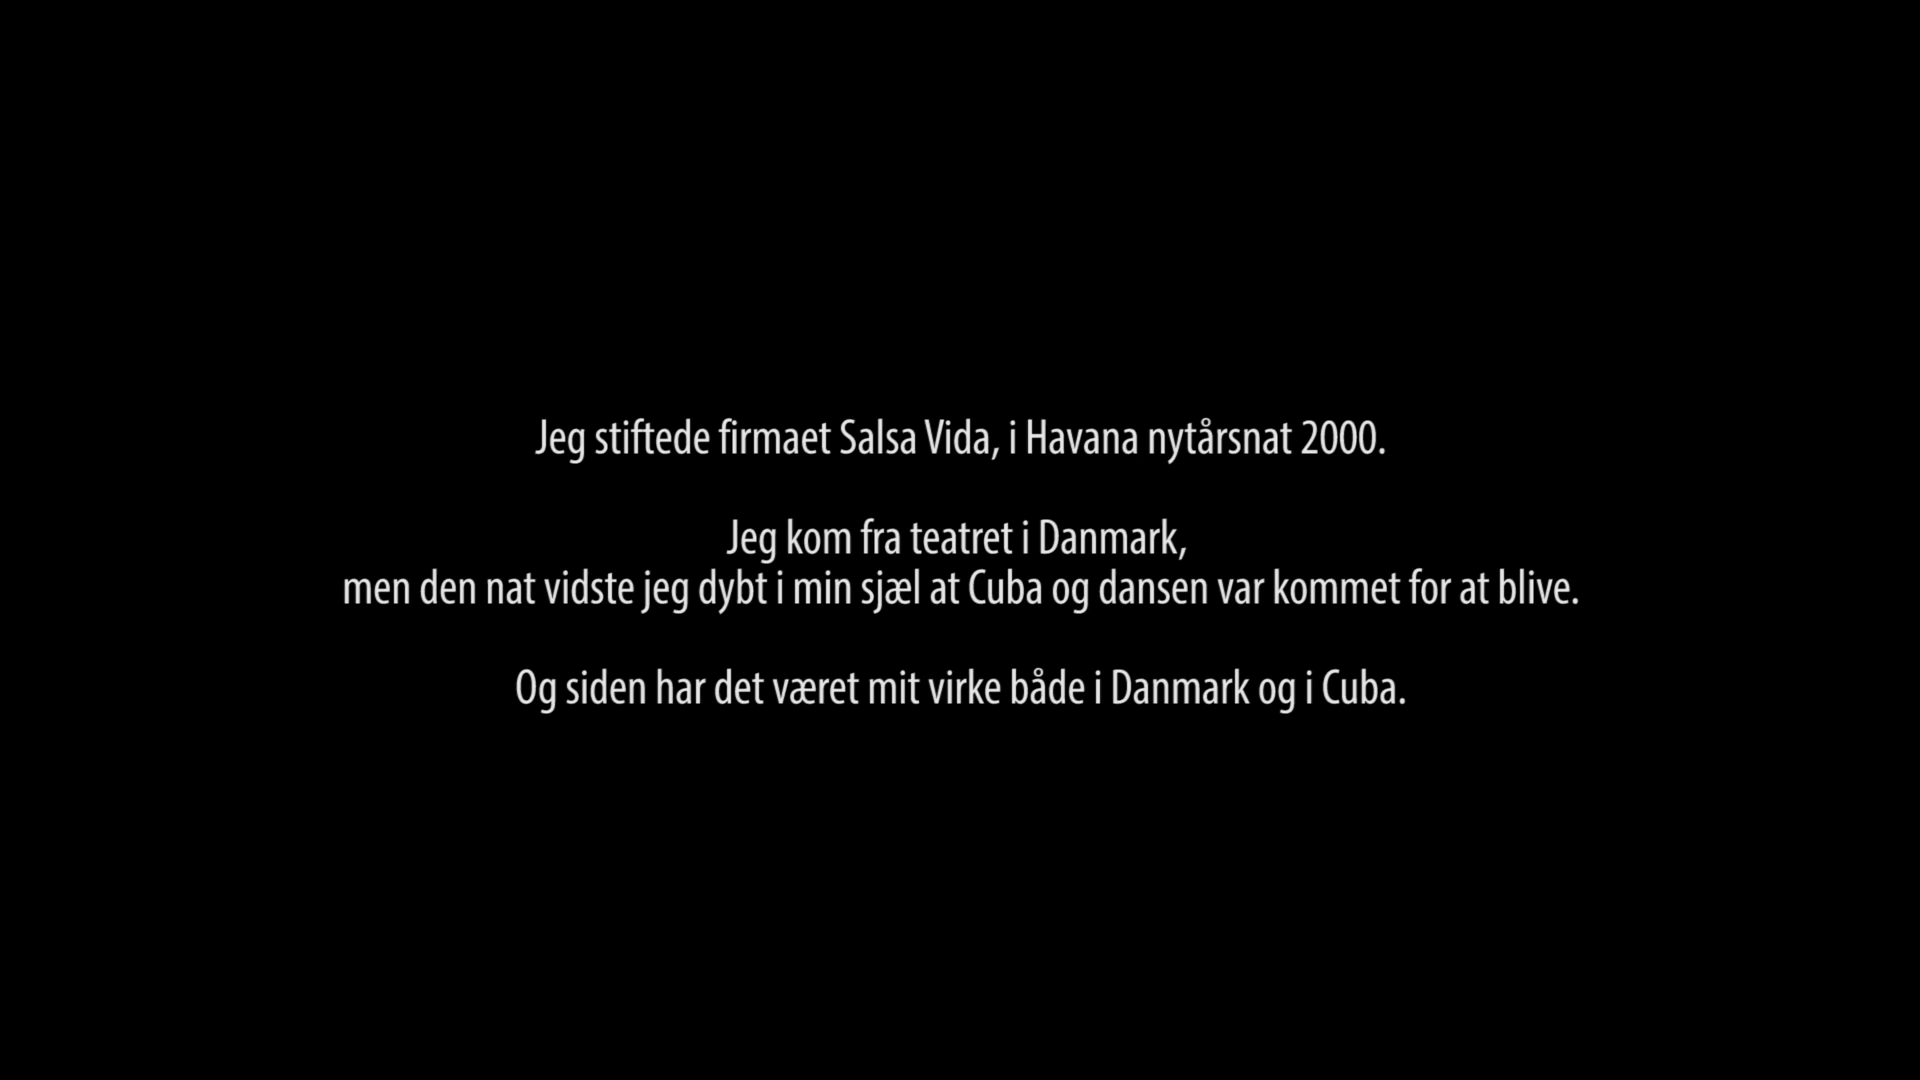 Jeg stiftede firmaet Salsa Vida, i Havana nytårsnat 2000.
Jeg kom fra teatret i Danmark,
men den nat vidste jeg dybt i min sjæl at Cuba og dansen var kommet for at blive.
Og siden har det været mit virke både i Danmark og i Cuba.